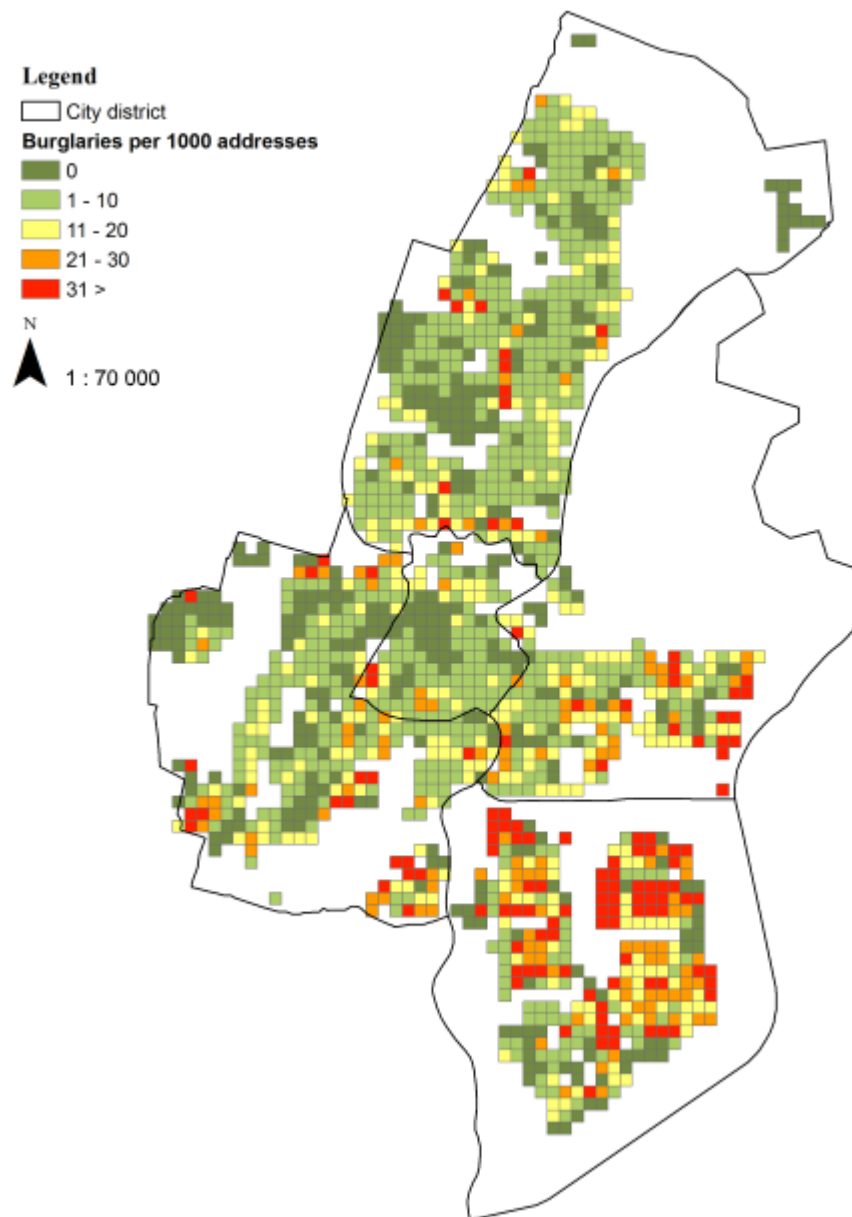 Legend
City district
Burglaries per 1000 addresses
0
1 - 10
11 - 20
21 - 30
31 >
N
1 : 70 000